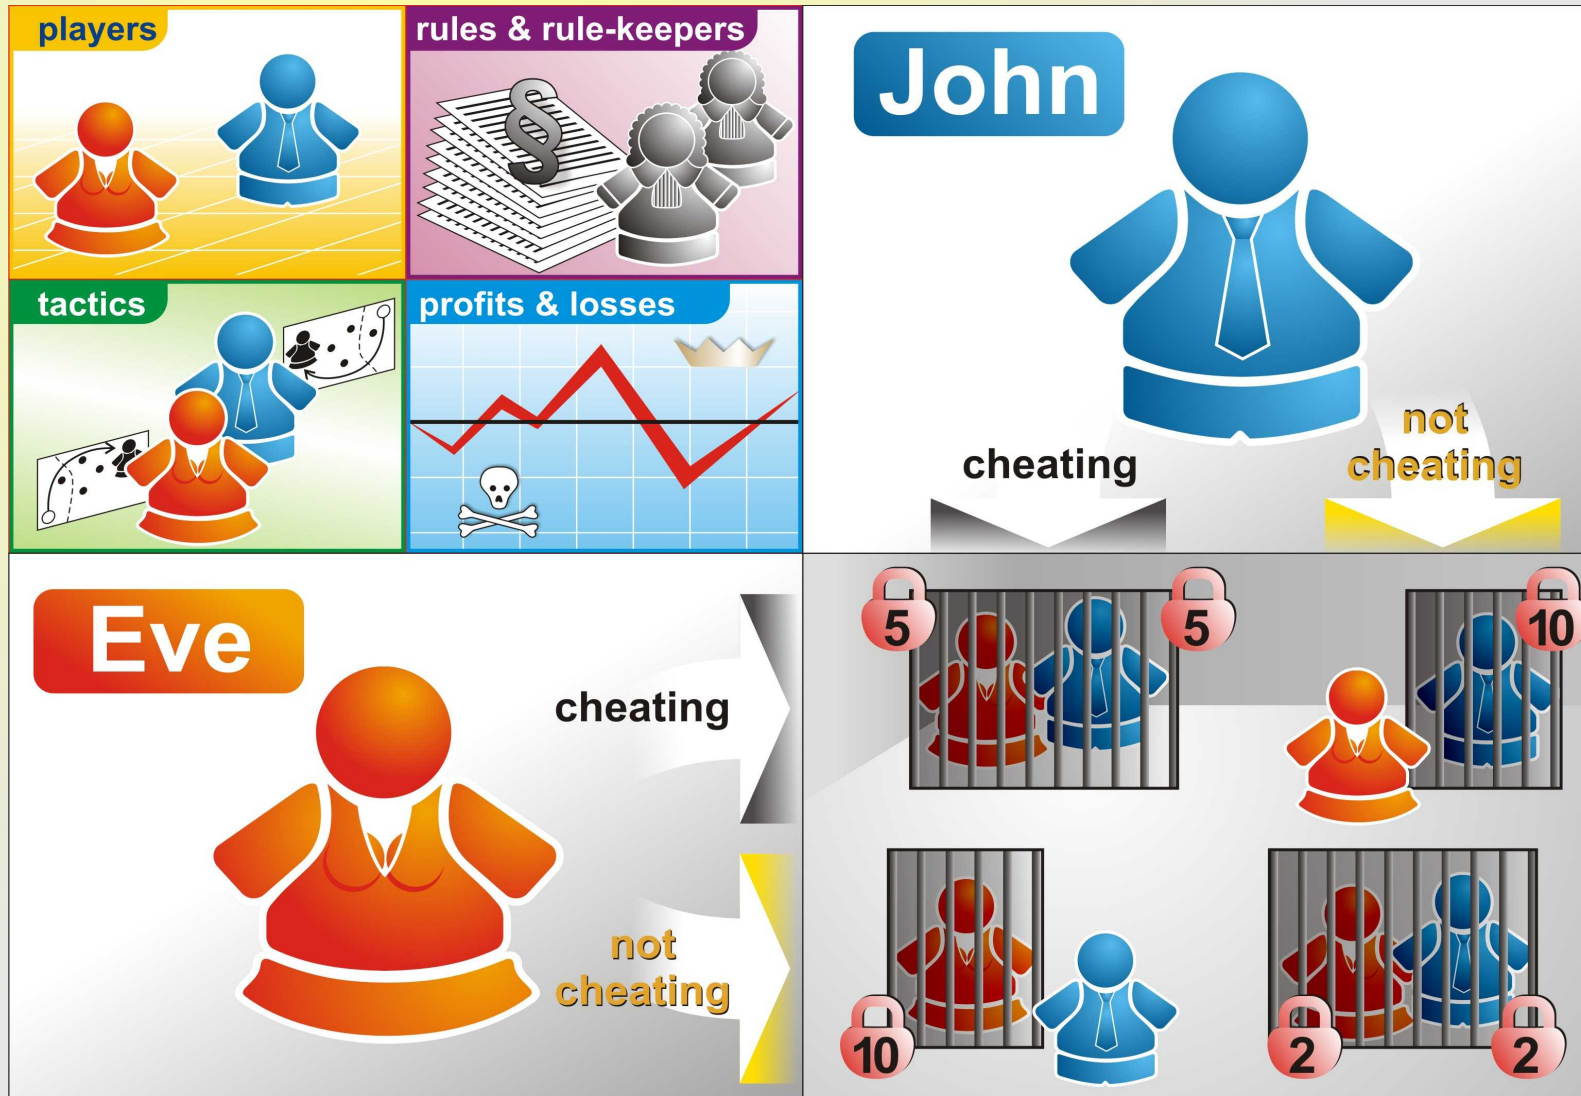 players
rules & rule-keepers
§
tactics
profits & losses
John
cheating
not
cheating
Eve
cheating
not
cheating
5
5
10
10
2
2